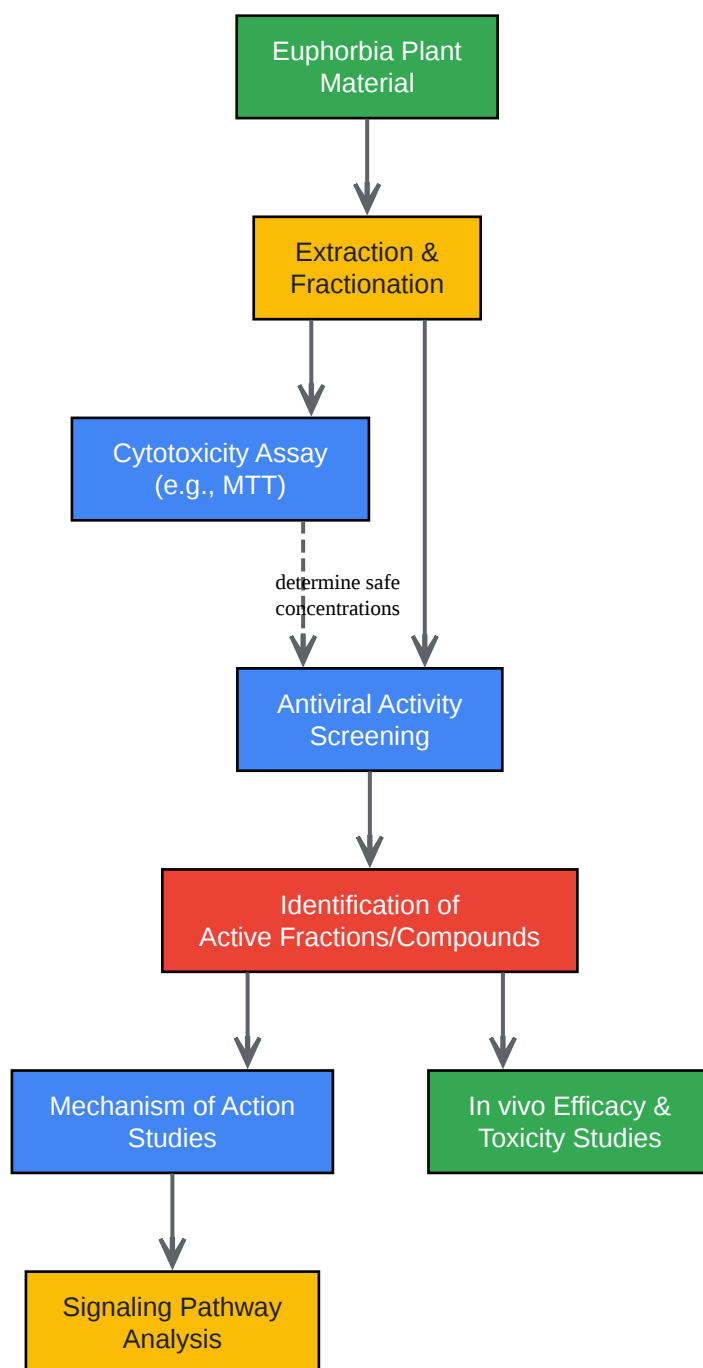 Euphorbia Plant
Material
Extraction &
Fractionation
Cytotoxicity Assay
(e.g., MTT)
determine safe
concentrations
Antiviral Activity
Screening
Identification of
Active Fractions/Compounds
Mechanism of Action
Studies
In vivo Efficacy &
Toxicity Studies
Signaling Pathway
Analysis